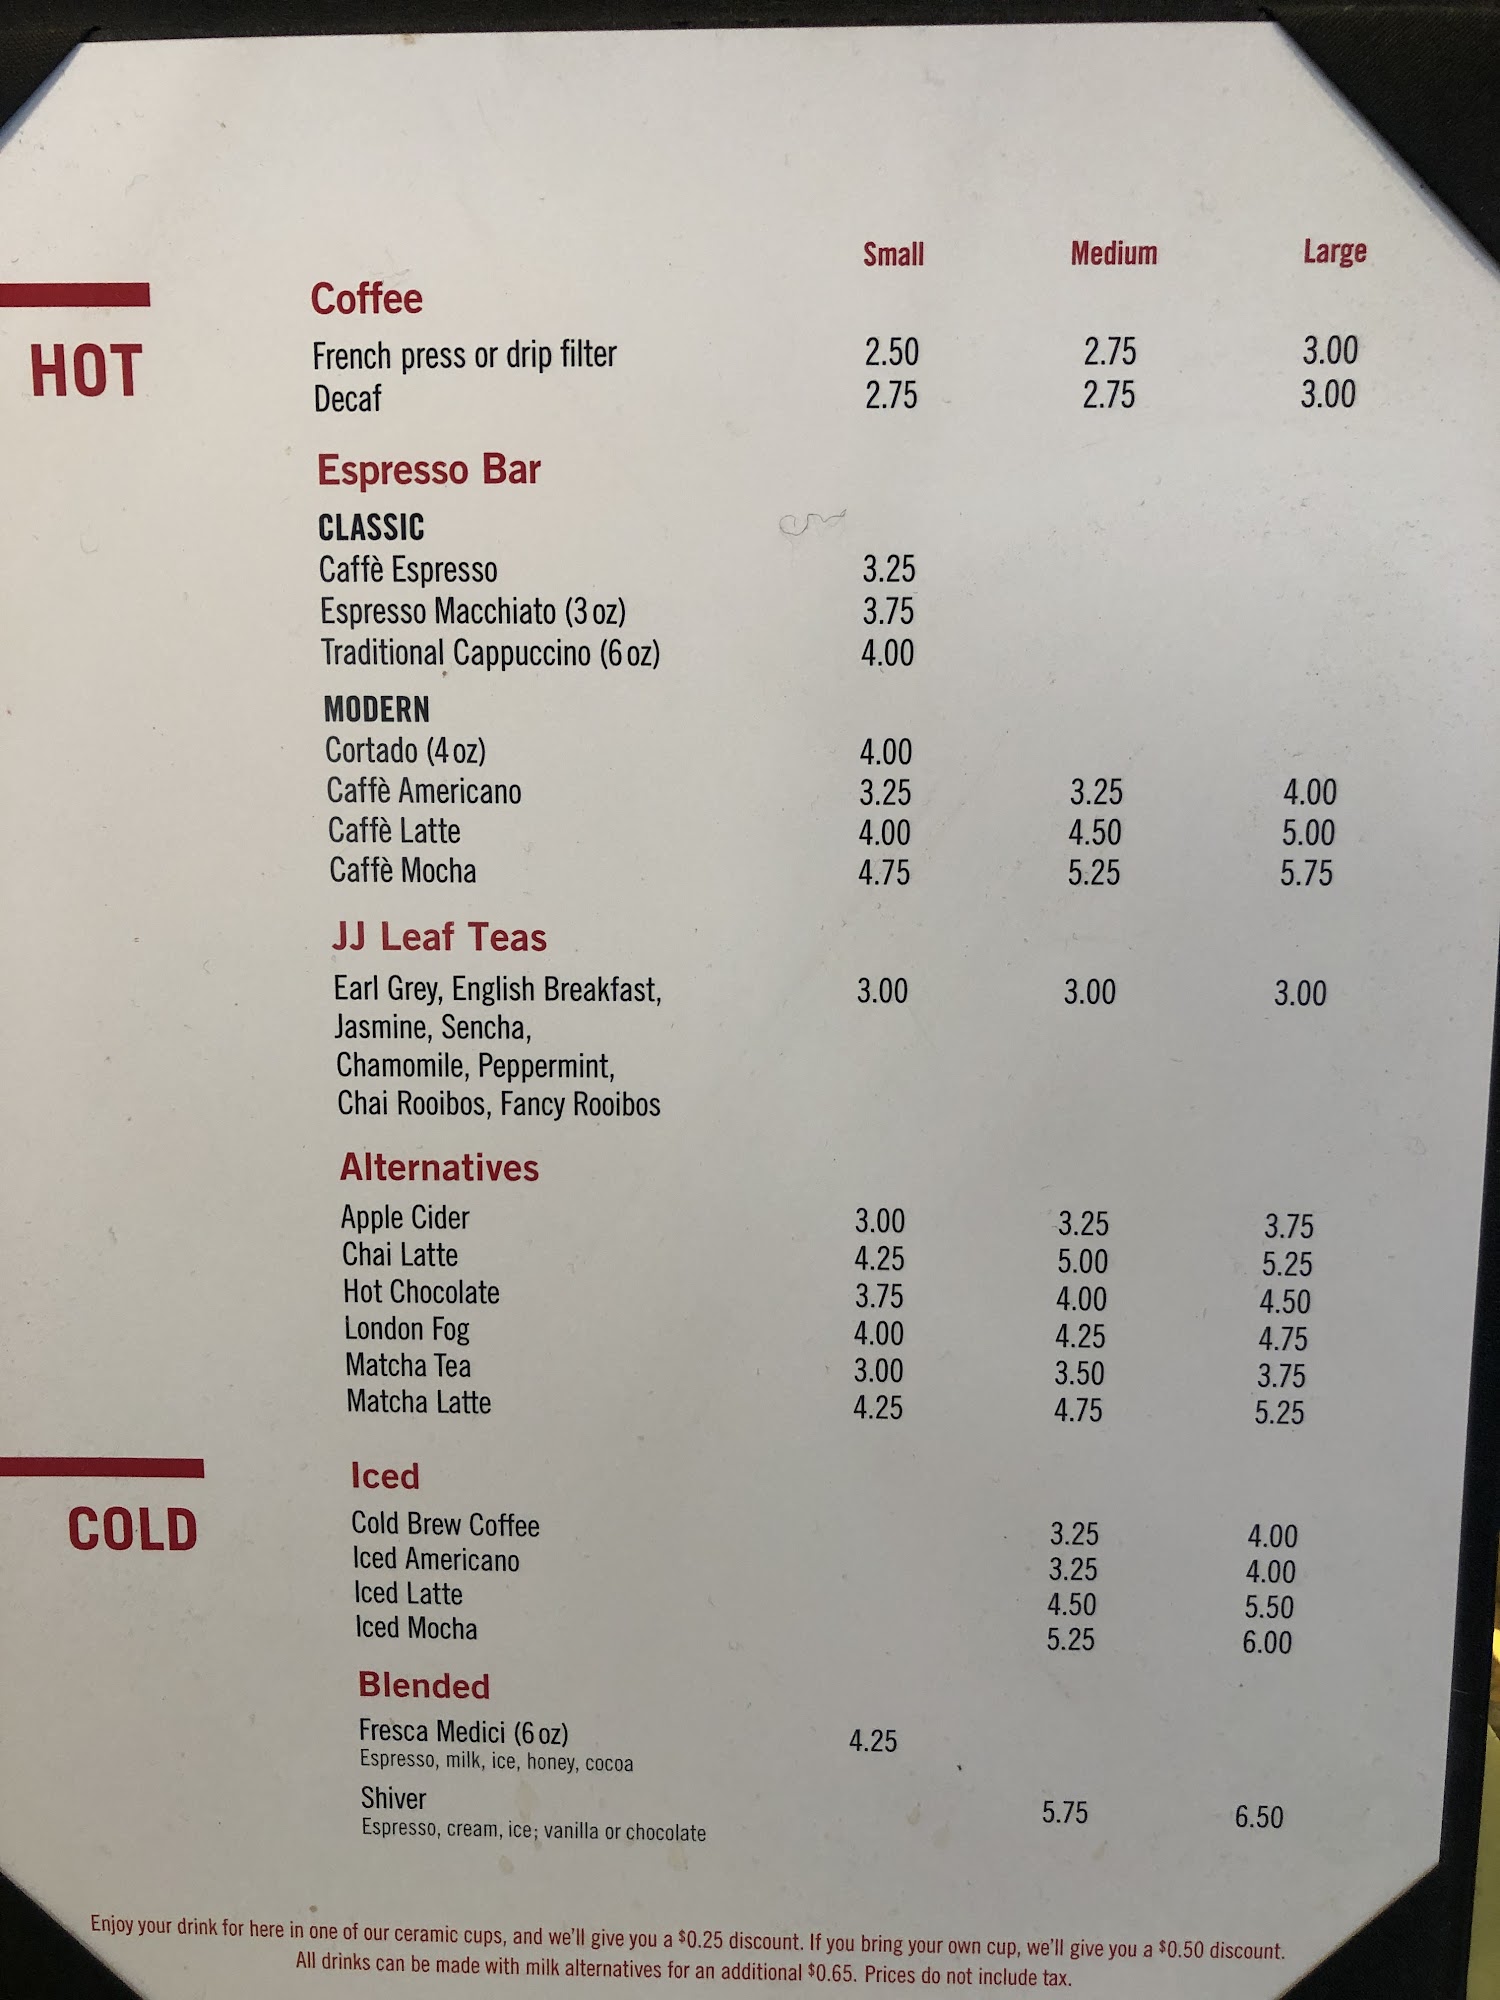 Small Medium Large
HOT
Coffee
French press or drip filter 2.50 2.75 3.00
Decaf 2.75 2.75 3.00
Espresso Bar
CLASSIC
Caffè Espresso 3.25
Espresso Macchiato (3 oz) 3.75
Traditional Cappuccino (6 oz) 4.00
MODERN
Cortado (4 oz) 4.00
Caffè Americano 3.25 3.25 4.00
Caffè Latte 4.00 4.50 5.00
Caffè Mocha 4.75 5.25 5.75
JJ Leaf Teas
Earl Grey, English Breakfast, 3.00 3.00 3.00
Jasmine, Sencha,
Chamomile, Peppermint,
Chai Rooibos, Fancy Rooibos
Alternatives
Apple Cider 3.00 3.25 3.75
Chai Latte 4.25 5.00 5.25
Hot Chocolate 3.75 4.00 4.50
London Fog 4.00 4.25 4.75
Matcha Tea 3.00 3.50 3.75
Matcha Latte 4.25 4.75 5.25
COLD
Iced
Cold Brew Coffee 3.25 4.00
Iced Americano 3.25 4.00
Iced Latte 4.50 5.50
Iced Mocha 5.25 6.00
Blended
Fresca Medici (6 oz) 4.25
Espresso, milk, ice, honey, cocoa
Shiver 5.75 6.50
Espresso, cream, ice; vanilla or chocolate
Enjoy your drink for here in one of our ceramic cups, and we'll give you a $0.25 discount. If you bring your own cup, we'll give you a $0.50 discount.
All drinks can be made with milk alternatives for an additional $0.65. Prices do not include tax.